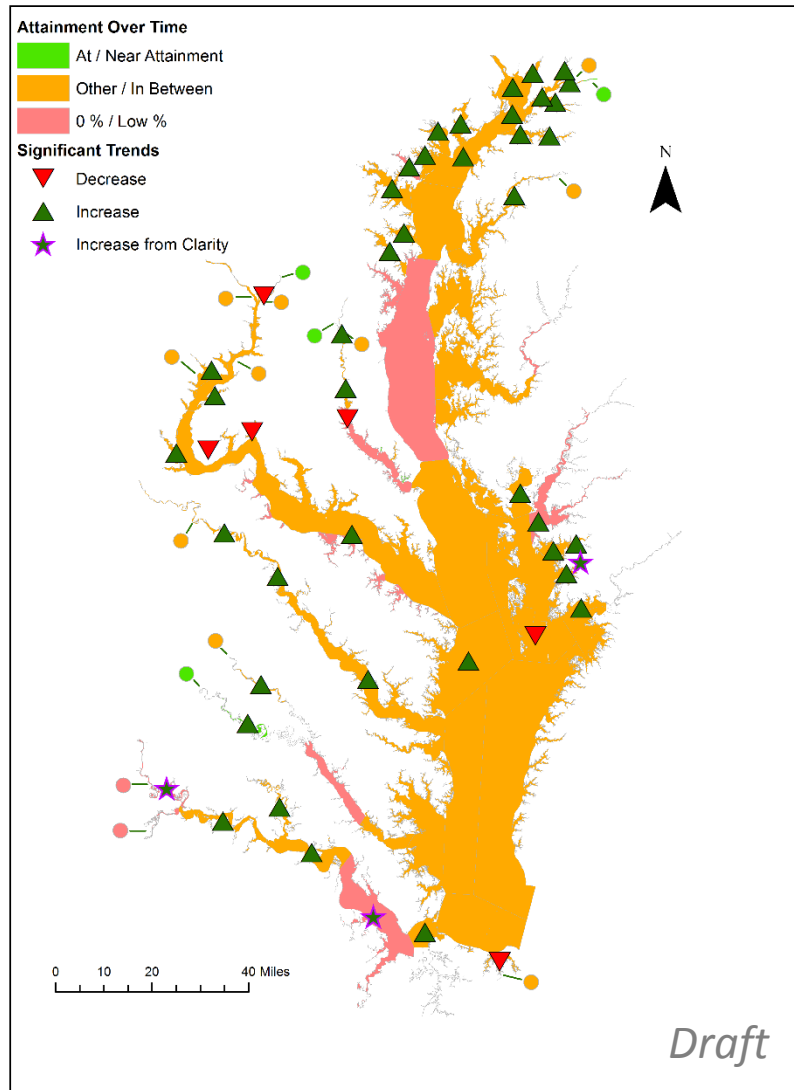 Attainment Over Time
At / Near Attainment
Other / In Between
0 % / Low %
Significant Trends
Decrease
Increase
Increase from Clarity
N
0 20 40 Miles
Draft